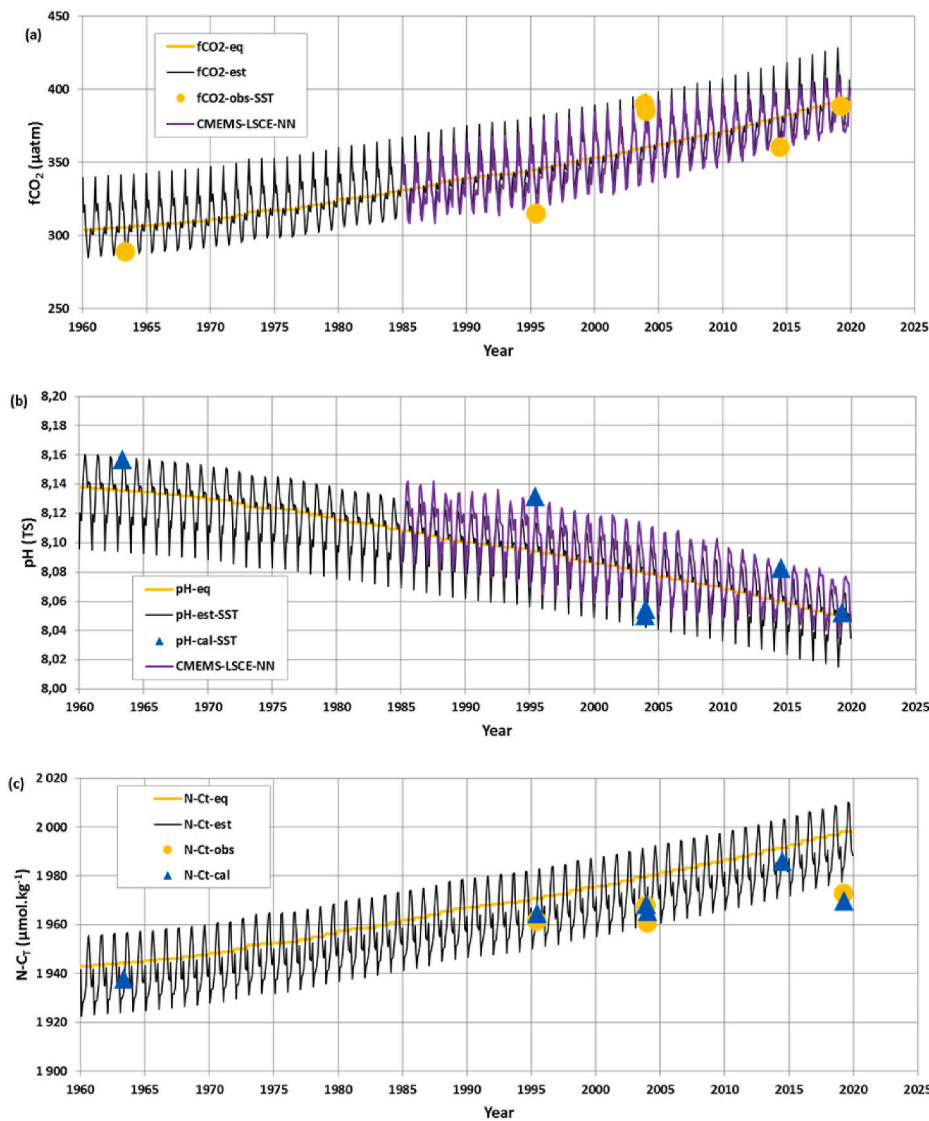 (a)
450
400
350
300
250
fCO2 (µatm)
fCO2-eq
fCO2-est
fCO2-obs-SST
CMEMS-LSCE-NN
1960 1965 1970 1975 1980 1985 1990 1995 2000 2005 2010 2015 2020 2025
Year
(b)
8,20
8,18
8,16
8,14
8,12
8,10
8,08
8,06
8,04
8,02
8,00
pH (TS)
pH-eq
pH-est-SST
pH-cal-SST
CMEMS-LSCE-NN
1960 1965 1970 1975 1980 1985 1990 1995 2000 2005 2010 2015 2020 2025
Year
(c)
2 020
2 000
1 980
1 960
1 940
1 920
1 900
N-CT (µmol.kg-1)
N-Ct-eq
N-Ct-est
N-Ct-obs
N-Ct-cal
1960 1965 1970 1975 1980 1985 1990 1995 2000 2005 2010 2015 2020 2025
Year